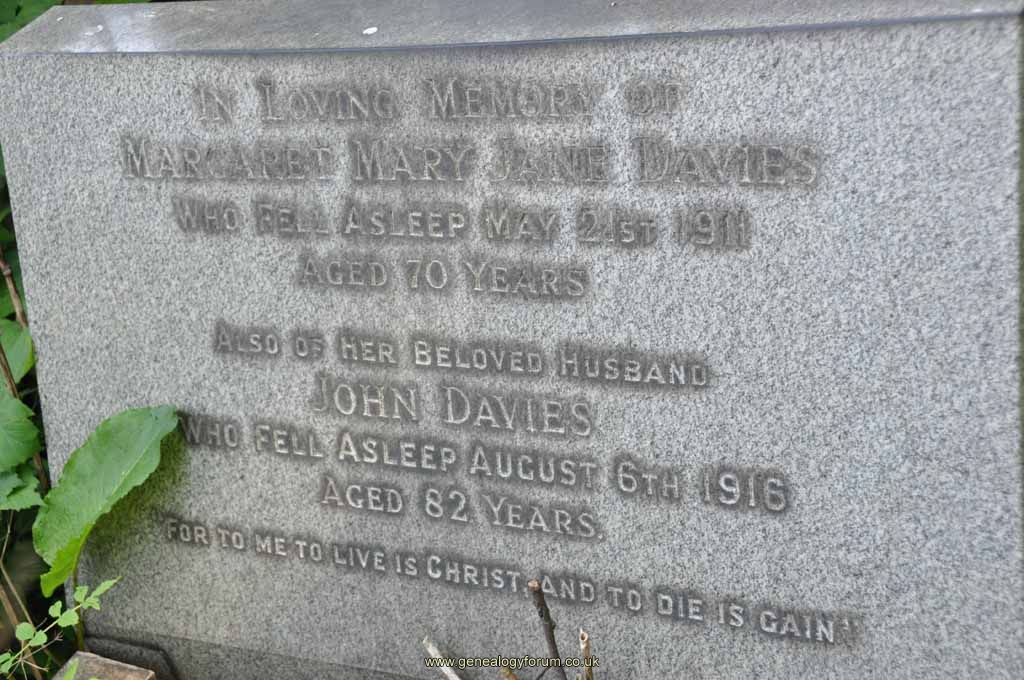 In Loving Memory of
Margaret Mary Jane Davies
Who Fell Asleep May 21st 1911
Aged 70 Years
Also of her Beloved Husband
John Davies
Who Fell Asleep August 6th 1916
Aged 82 Years.
"For to me to live is Christ, and to die is gain."
www.genealogyforum.co.uk